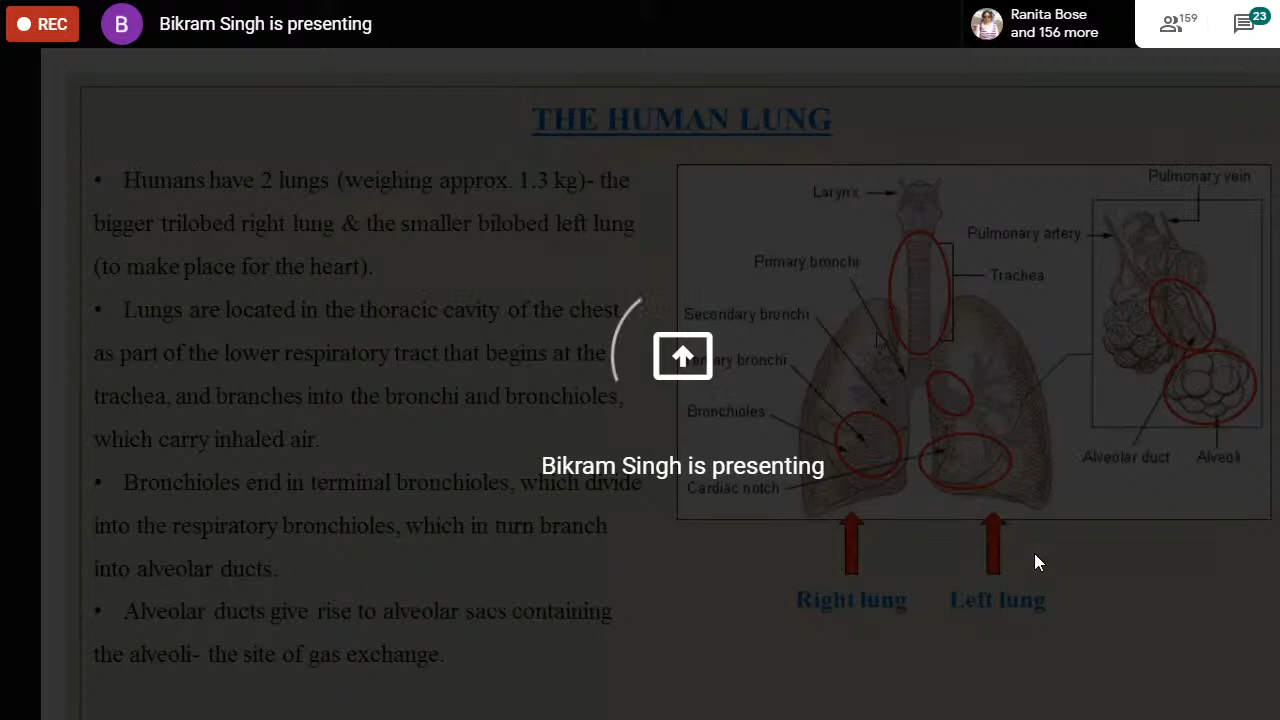 REC
B
Bikram Singh is presenting
Ranita Bose
and 156 more
159
23
THE HUMAN LUNG
• Humans have 2 lungs (weighing approx. 1.3 kg)- the
bigger trilobed right lung & the smaller bilobed left lung
(to make place for the heart).
• Lungs are located in the thoracic cavity of the chest
as part of the lower respiratory tract that begins at the
trachea, and branches into the bronchi and bronchioles,
which carry inhaled air.
• Bronchioles end in terminal bronchioles, which divide
into the respiratory bronchioles, which in turn branch
into alveolar ducts.
• Alveolar ducts give rise to alveolar sacs containing
the alveoli- the site of gas exchange.
Larynx
Primary bronchi
Secondary bronchi
bronchi
Bronchioles
Cardiac notch
Trachea
Pulmonary vein
Pulmonary artery
Alveolar duct
Alveoli
Right lung
Left lung
Bikram Singh is presenting